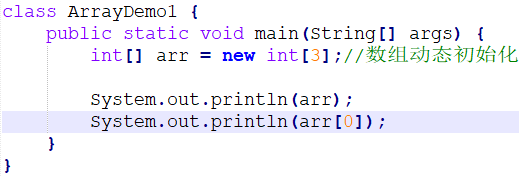 class ArrayDemo1 {
    public static void main(String[] args) {
        int[] arr = new int[3];//数组动态初始化
        System.out.println(arr);
        System.out.println(arr[0]);
    }
}